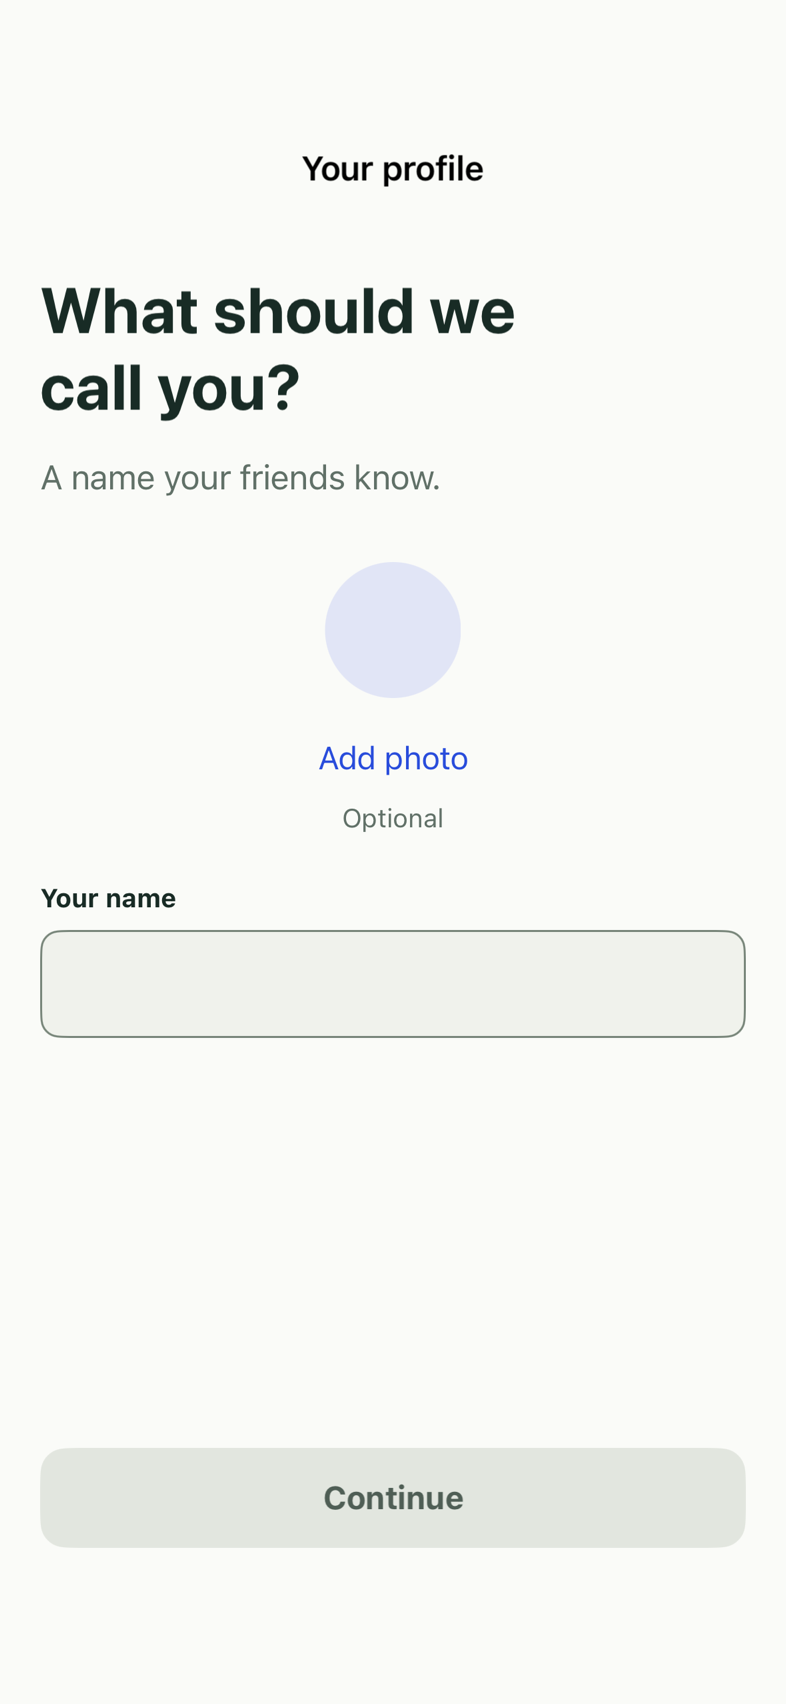 Your profile
What should we
call you?
A name your friends know.
Add photo
Optional
Your name
Continue